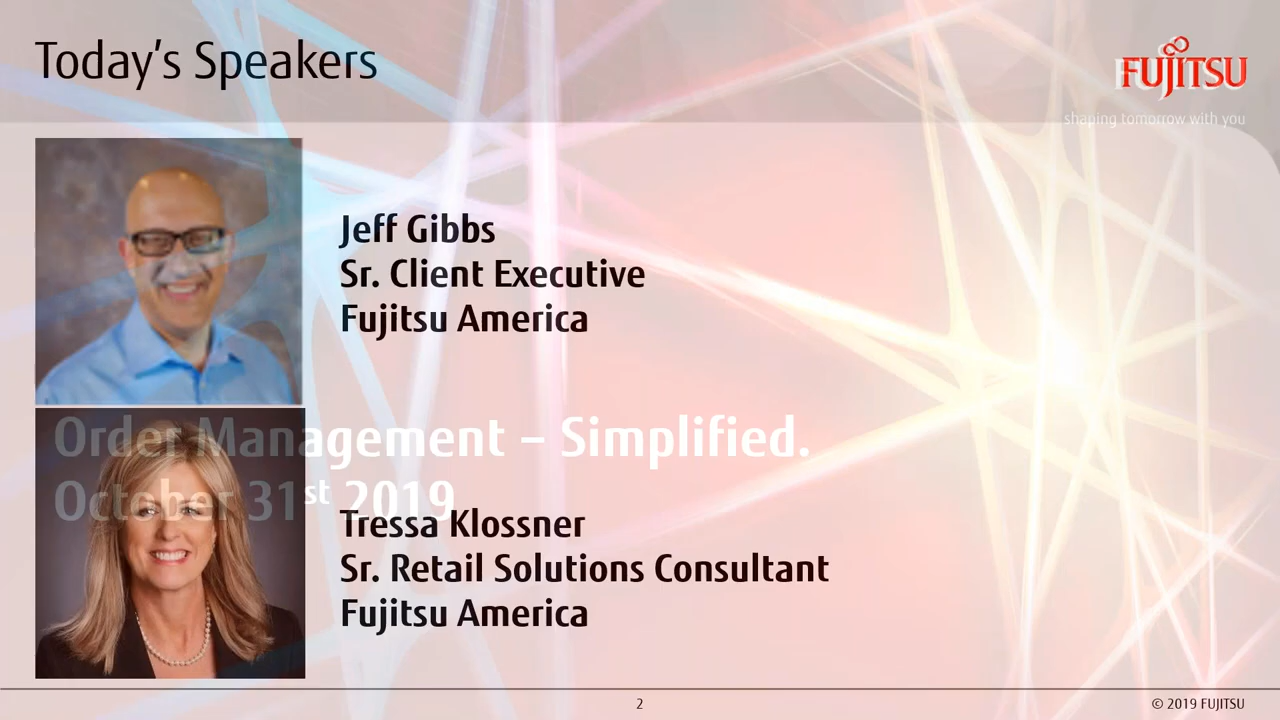 Today's Speakers
FUJITSU
shaping tomorrow with you
Jeff Gibbs
Sr. Client Executive
Fujitsu America
Order Management – Simplified.
October 31st 2019
Tressa Klossner
Sr. Retail Solutions Consultant
Fujitsu America
2
© 2019 FUJITSU